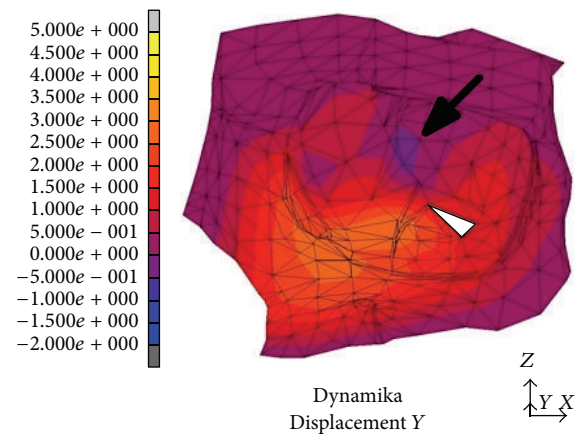 5.000e + 000
4.500e + 000
4.000e + 000
3.500e + 000
3.000e + 000
2.500e + 000
2.000e + 000
1.500e + 000
1.000e + 000
5.000e − 001
0.000e + 000
−5.000e − 001
−1.000e + 000
−1.500e + 000
−2.000e + 000
Z
Y X
Dynamika
Displacement Y